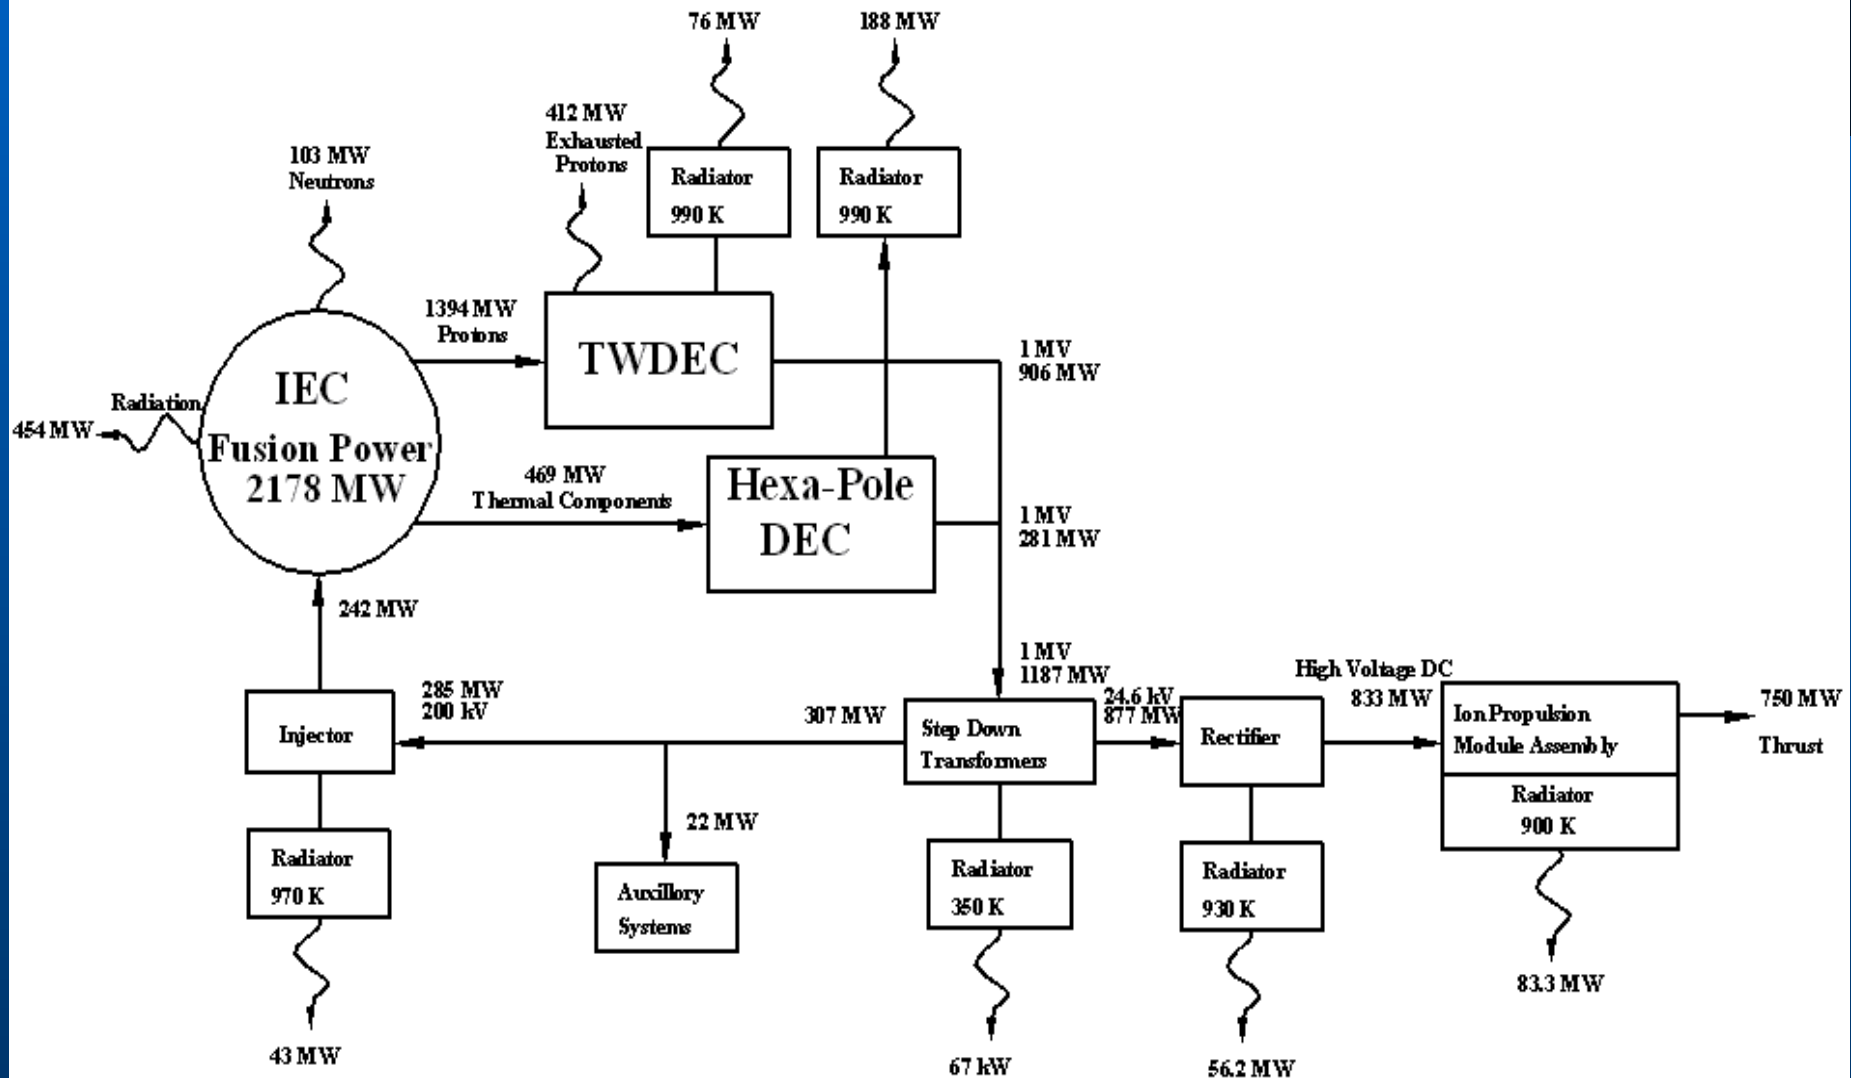 76 MW
188 MW
412 MW
Exhausted
Protons
103 MW
Neutrons
Radiator
990 K
Radiator
990 K
1394 MW
Protons
TWDEC
1 MV
906 MW
IEC
Fusion Power
2178 MW
Radiation
454 MW
469 MW
Thermal Components
Hexa-Pole
DEC
1 MV
281 MW
242 MW
1 MV
1187 MW
285 MW
200 kV
Injector
307 MW
Step Down
Transformers
24.6 kV
877 MW
Rectifier
High Voltage DC
833 MW
Ion Propulsion
Module Assembly
Radiator
900 K
750 MW
Thrust
22 MW
Radiator
970 K
Auxillory
Systems
Radiator
350 K
Radiator
930 K
83.3 MW
43 MW
67 kW
56.2 MW